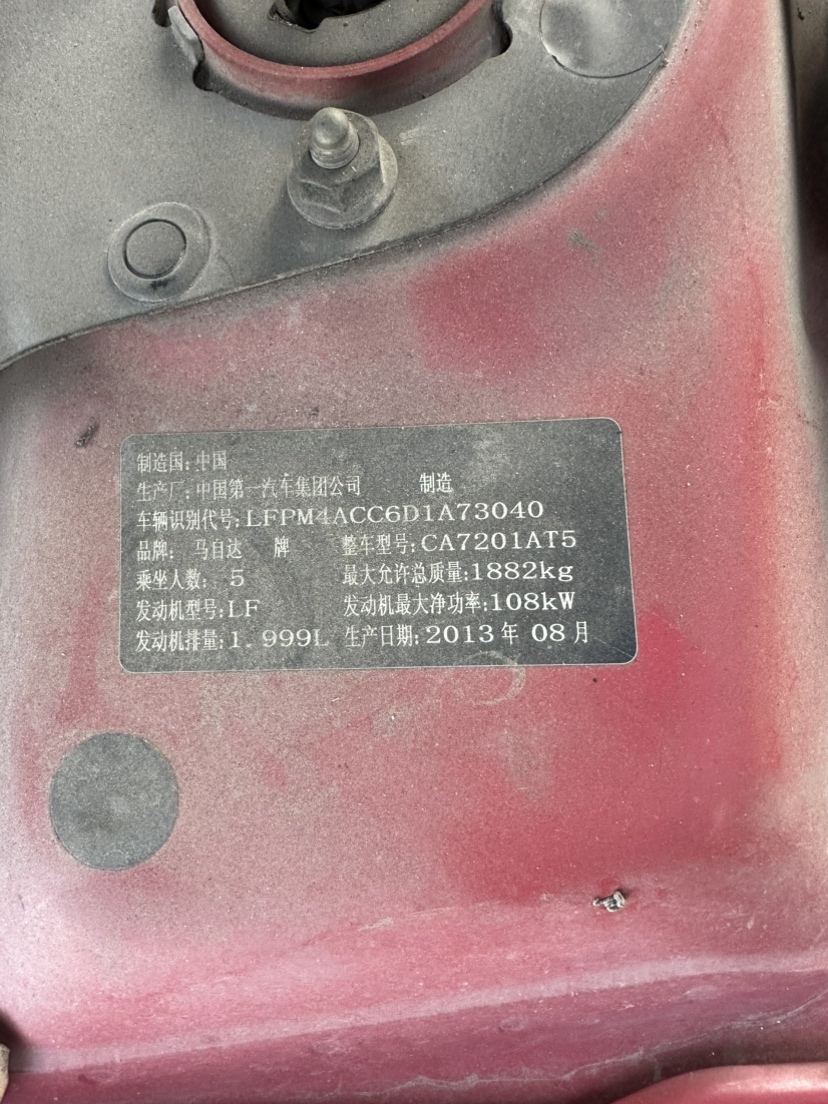 制造国:中国
生产厂:中国第一汽车集团公司 制造
车辆识别代号:LFPM4ACC6D1A73040
品牌: 马自达 牌 整车型号:CA7201AT5
乘坐人数: 5 最大允许总质量:1882kg
发动机型号:LF 发动机最大净功率:108kW
发动机排量:1.999L 生产日期:2013年 08月